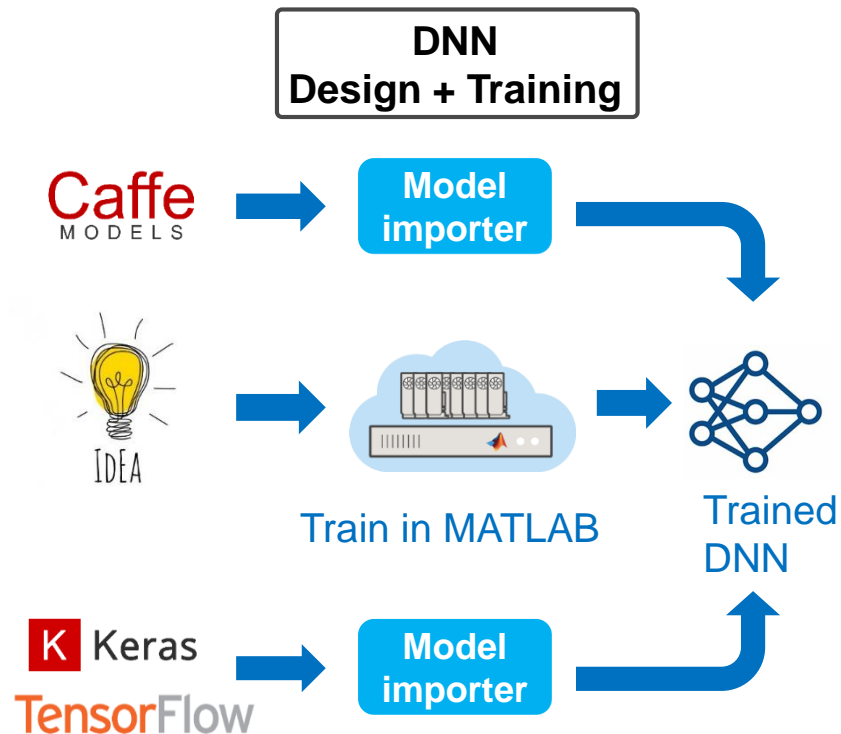 DNN
Design + Training
Caffe
MODELS
Model
importer
IDEA
Train in MATLAB
Trained
DNN
K Keras
TensorFlow
Model
importer